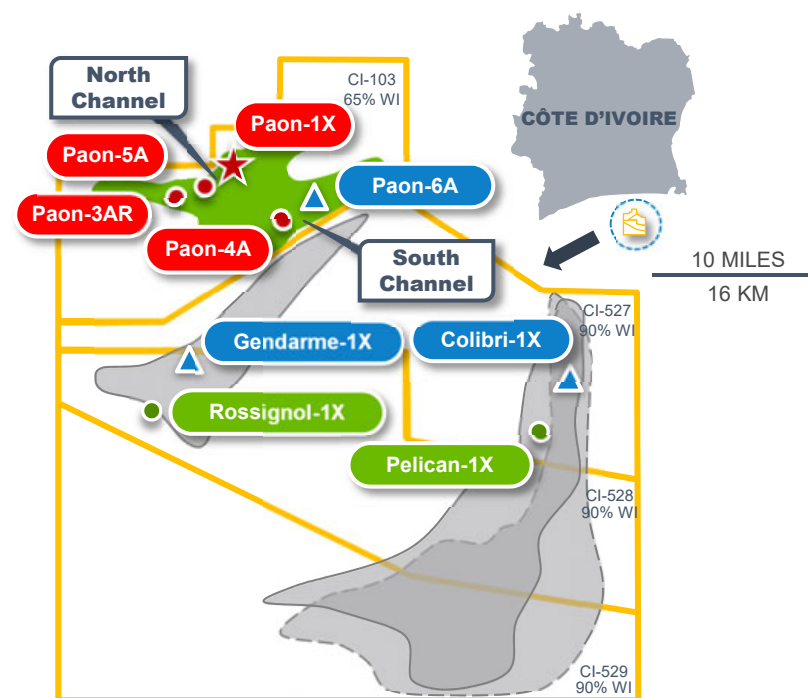 CI-103
65% WI
North
Channel
Paon-1X
CÔTE D'IVOIRE
Paon-5A
Paon-6A
Paon-3AR
Paon-4A
South
Channel
10 MILES
16 KM
CI-527
90% WI
Gendarme-1X
Colibri-1X
Rossignol-1X
Pelican-1X
CI-528
90% WI
CI-529
90% WI